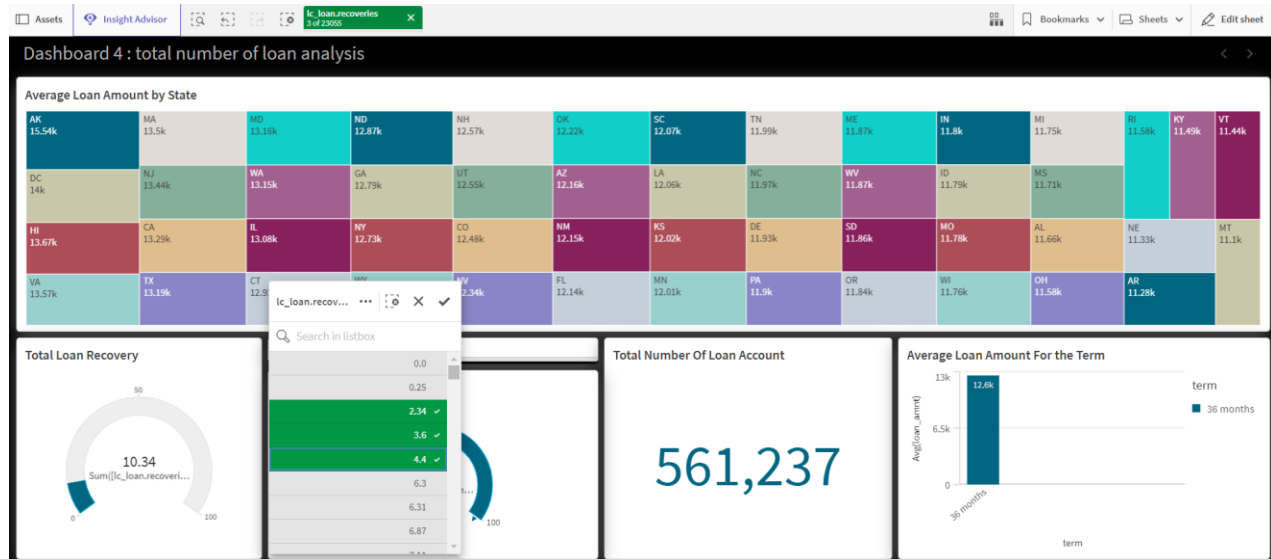 Assets
Insight Advisor
lc_loan.recoveries
3 of 23055
Bookmarks
Sheets
Edit sheet
Dashboard 4 : total number of loan analysis
Average Loan Amount by State
AK
15.54k
DC
14k
HI
13.67k
VA
13.57k
MA
13.5k
NJ
13.44k
CA
13.29k
TX
13.19k
MD
13.16k
WA
13.15k
IL
13.08k
CT
ND
12.87k
GA
12.79k
NY
12.73k
NH
12.57k
UT
12.55k
CO
12.48k
NV
12.34k
OK
12.22k
AZ
12.16k
NM
12.15k
FL
12.14k
SC
12.07k
LA
12.06k
KS
12.02k
MN
12.01k
TN
11.99k
NC
11.97k
DE
11.93k
PA
11.9k
ME
11.87k
WV
11.87k
SD
11.86k
OR
11.84k
IN
11.8k
ID
11.79k
MO
11.78k
WI
11.76k
MI
11.75k
MS
11.71k
AL
11.66k
OH
11.58k
RI
11.58k
KY
11.49k
VT
11.44k
NE
11.33k
AR
11.28k
MT
11.1k
lc_loan.recov... •••
Search in listbox
0.0
0.25
2.34
3.6
4.4
6.3
6.31
6.87
Total Loan Recovery
50
10.34
Sum([lc_loan.recoveri...
0
100
100
Total Number Of Loan Account
561,237
Average Loan Amount For the Term
13k
6.5k
0
Avg(loan_amnt)
12.6k
36 months
term
term
36 months